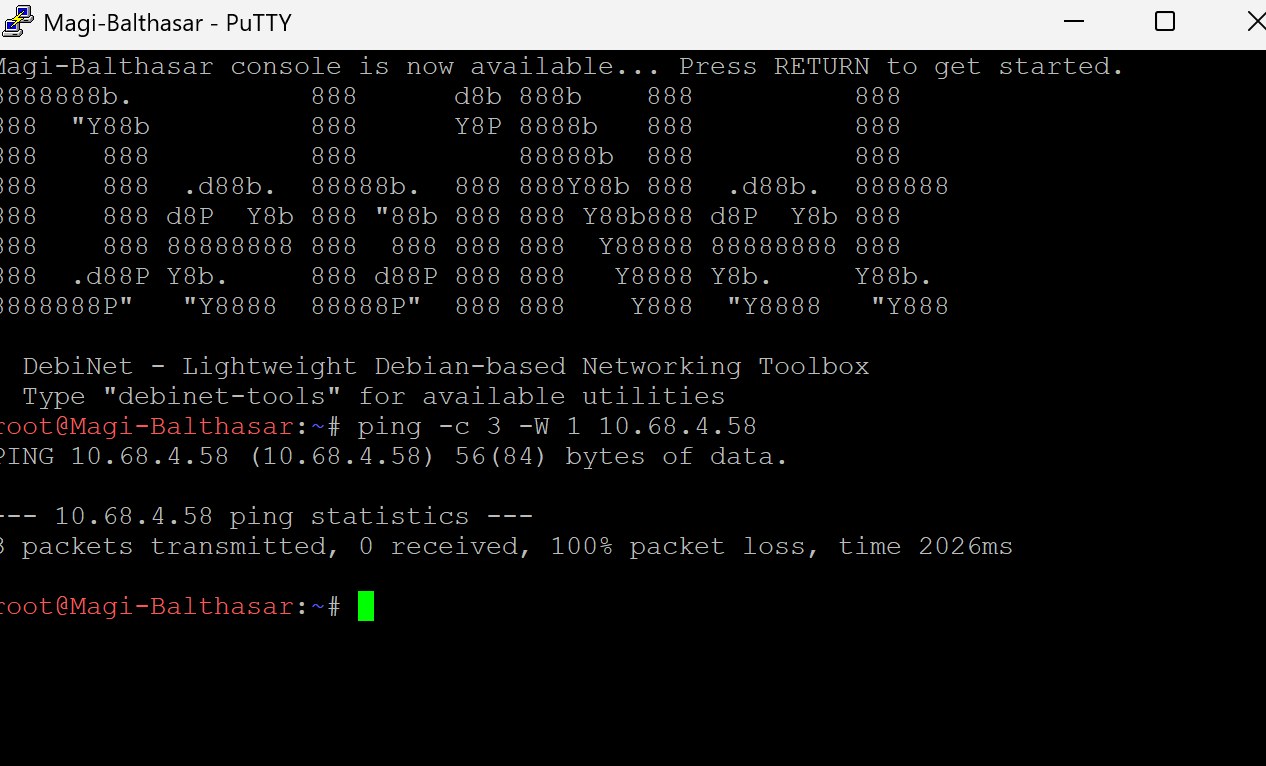 Magi-Balthasar - PuTTY
Magi-Balthasar console is now available... Press RETURN to get started.
8888888b.           888      d8b 888b    888          888
888  "Y88b          888      Y8P 8888b   888          888
888    888          888          88888b  888          888
888    888  .d88b.  88888b.  888 888Y88b 888  .d88b.  888888
888    888 d8P  Y8b 888 "88b 888 888 Y88b888 d8P  Y8b 888
888    888 88888888 888  888 888 888  Y88888 88888888 888
888  .d88P Y8b.     888 d88P 888 888   Y8888 Y8b.     Y88b.
8888888P"   "Y8888  88888P"  888 888    Y888  "Y8888   "Y888
DebiNet - Lightweight Debian-based Networking Toolbox
Type "debinet-tools" for available utilities
root@Magi-Balthasar:~# ping -c 3 -W 1 10.68.4.58
PING 10.68.4.58 (10.68.4.58) 56(84) bytes of data.
--- 10.68.4.58 ping statistics ---
3 packets transmitted, 0 received, 100% packet loss, time 2026ms
root@Magi-Balthasar:~#